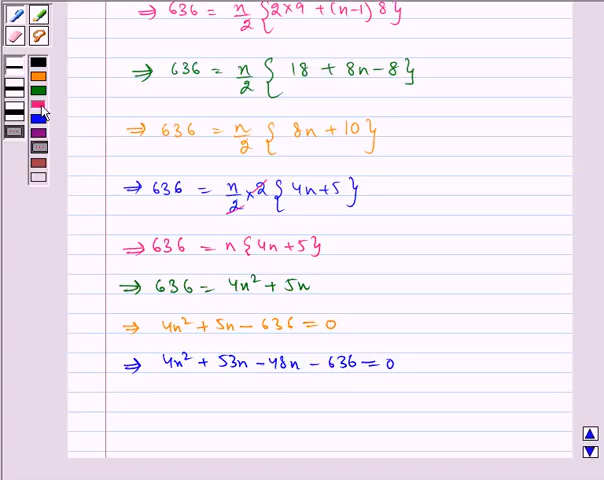 ⇒ 636 = n/2 {2×9 + (n-1) 8}
⇒ 636 = n/2 { 18 + 8n - 8 }
⇒ 636 = n/2 { 8n + 10 }
⇒ 636 = n/2 × 2 { 4n + 5 }
⇒ 636 = n { 4n + 5 }
⇒ 636 = 4n² + 5n
⇒ 4n² + 5n - 636 = 0
⇒ 4n² + 53n - 48n - 636 = 0